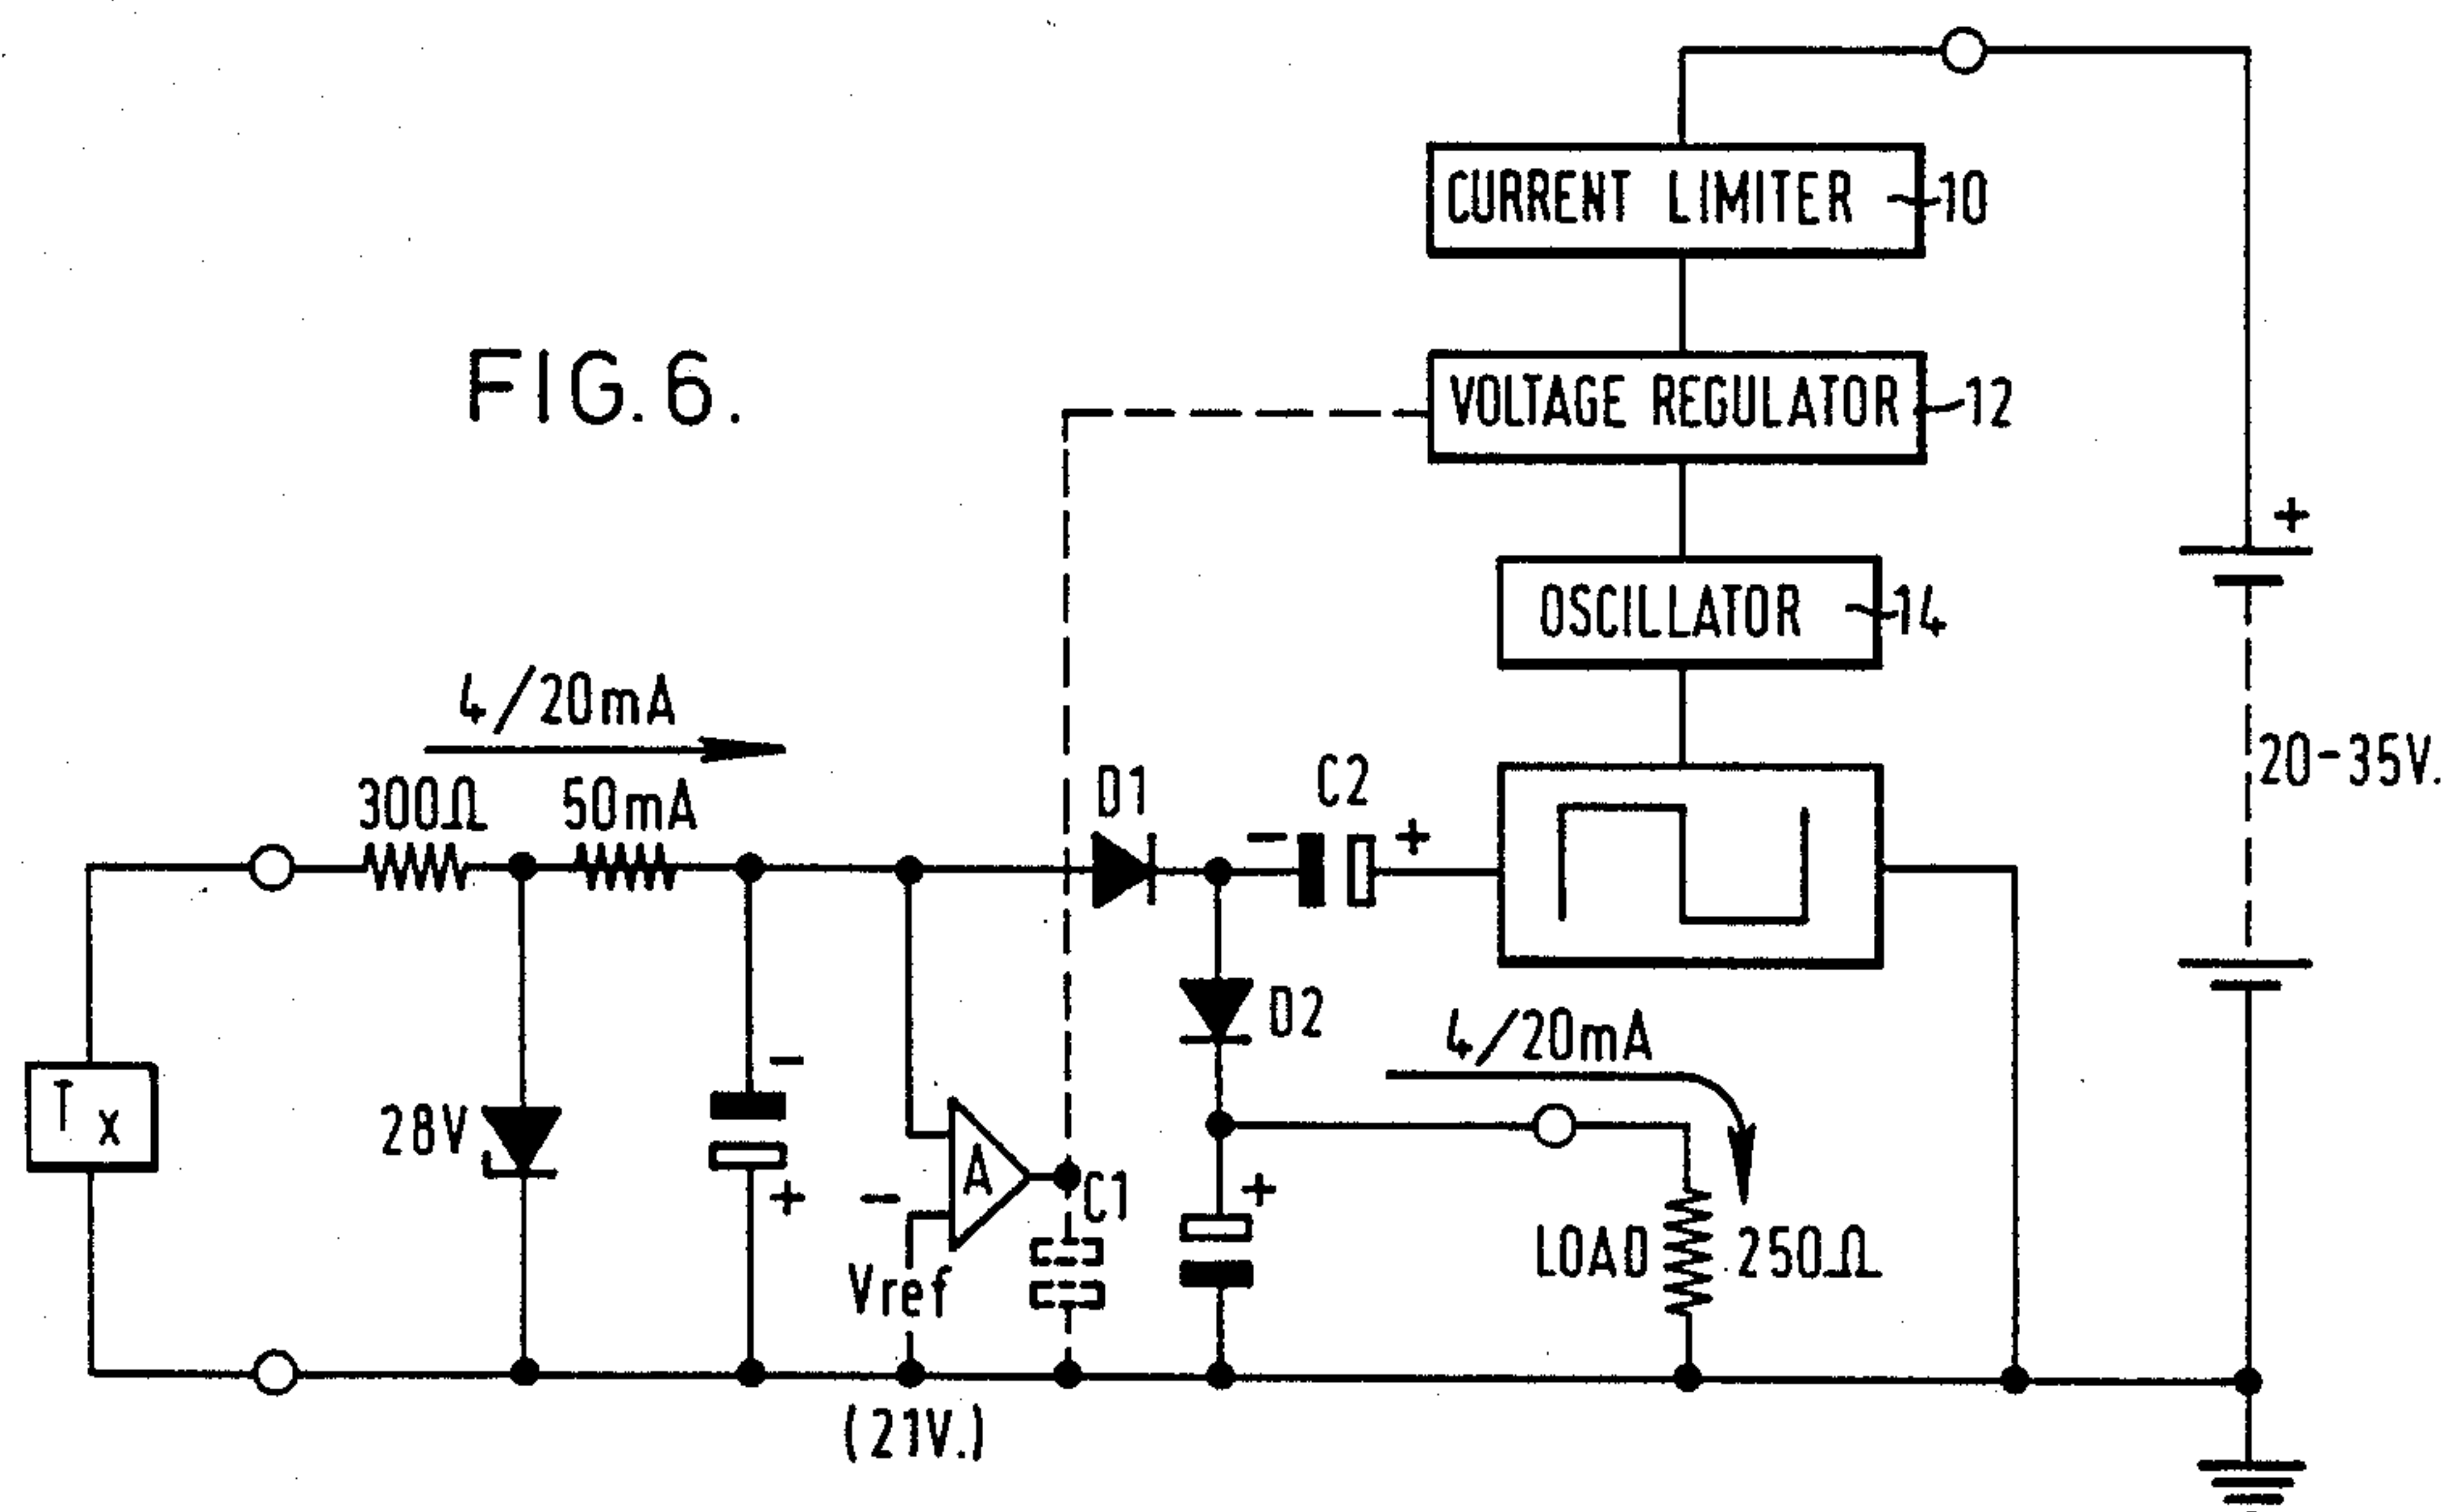 CURRENT LIMITER 10
FIG. 6.
VOLTAGE REGULATOR 12
+
OSCILLATOR 14
4/20mA
20-35V.
300Ω 50mA
D1
C2
- +
D2
4/20mA
Tx
28V
-
+
A
-
C1
+
Vref
LOAD 250Ω
(21V.)